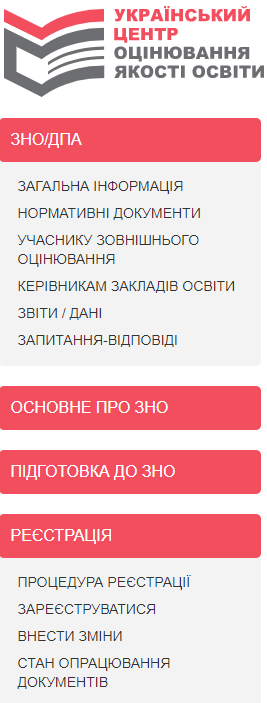 УКРАЇНСЬКИЙ
ЦЕНТР
ОЦІНЮВАННЯ
ЯКОСТІ ОСВІТИ
ЗНО/ДПА
ЗАГАЛЬНА ІНФОРМАЦІЯ
НОРМАТИВНІ ДОКУМЕНТИ
УЧАСНИКУ ЗОВНІШНЬОГО
ОЦІНЮВАННЯ
КЕРІВНИКАМ ЗАКЛАДІВ ОСВІТИ
ЗВІТИ / ДАНІ
ЗАПИТАННЯ-ВІДПОВІДІ
ОСНОВНЕ ПРО ЗНО
ПІДГОТОВКА ДО ЗНО
РЕЄСТРАЦІЯ
ПРОЦЕДУРА РЕЄСТРАЦІЇ
ЗАРЕЄСТРУВАТИСЯ
ВНЕСТИ ЗМІНИ
СТАН ОПРАЦЮВАННЯ
ДОКУМЕНТІВ